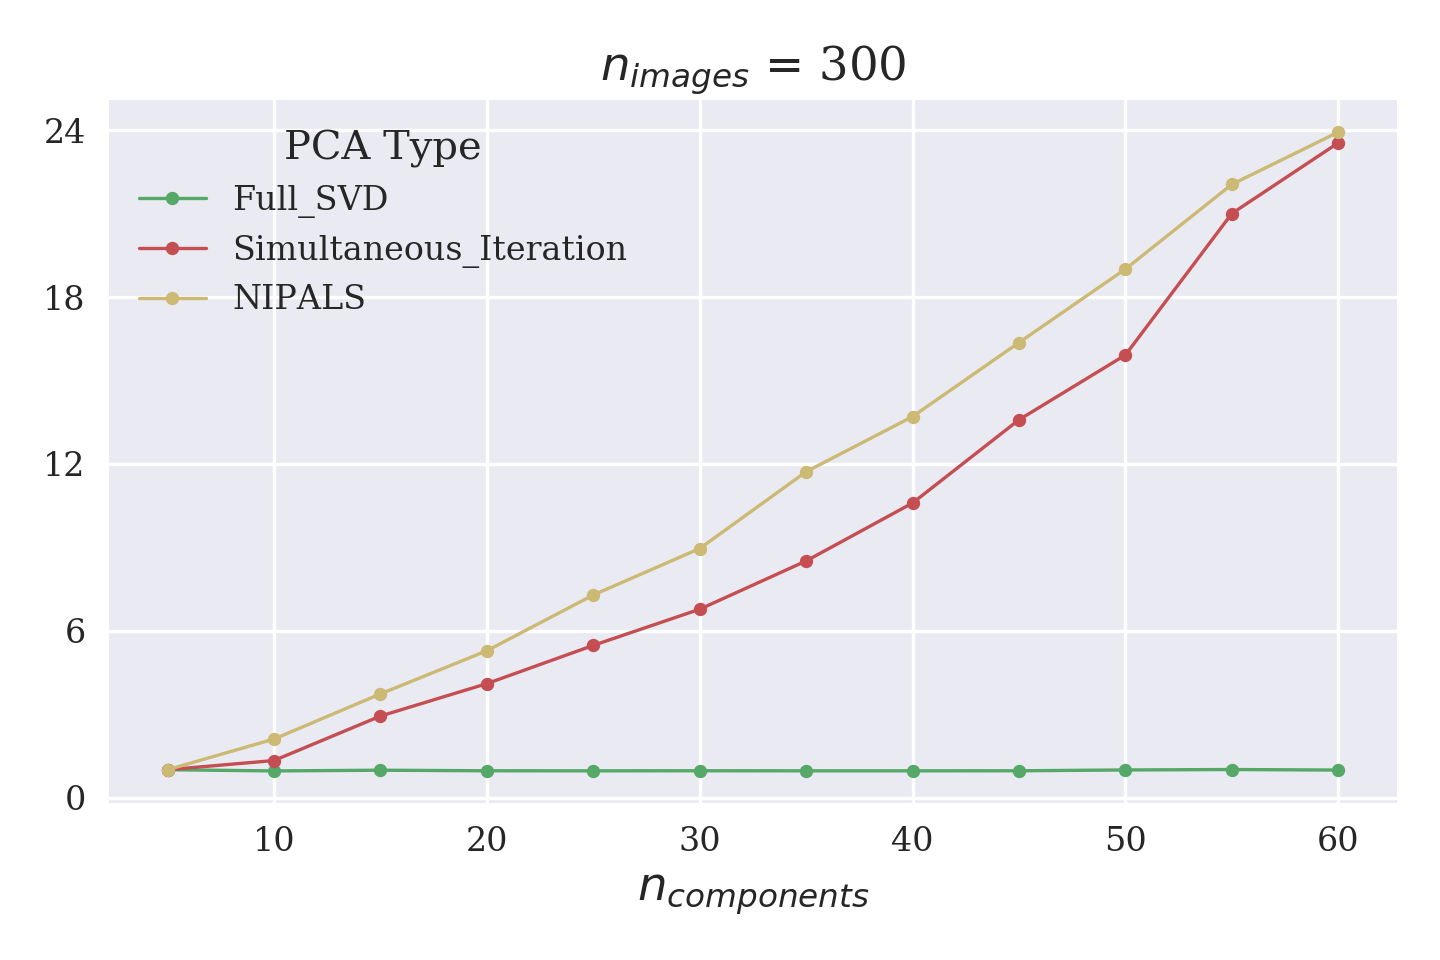 n_images = 300
PCA Type
Full_SVD
Simultaneous_Iteration
NIPALS
24
18
12
6
0
10 20 30 40 50 60
n_components